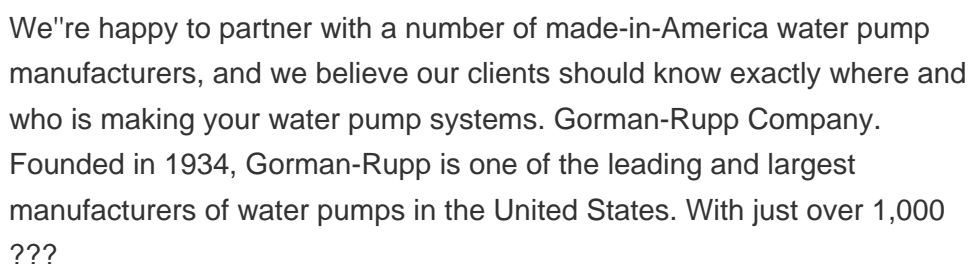 We"re happy to partner with a number of made-in-America water pump
manufacturers, and we believe our clients should know exactly where and
who is making your water pump systems. Gorman-Rupp Company.
Founded in 1934, Gorman-Rupp is one of the leading and largest
manufacturers of water pumps in the United States. With just over 1,000
???